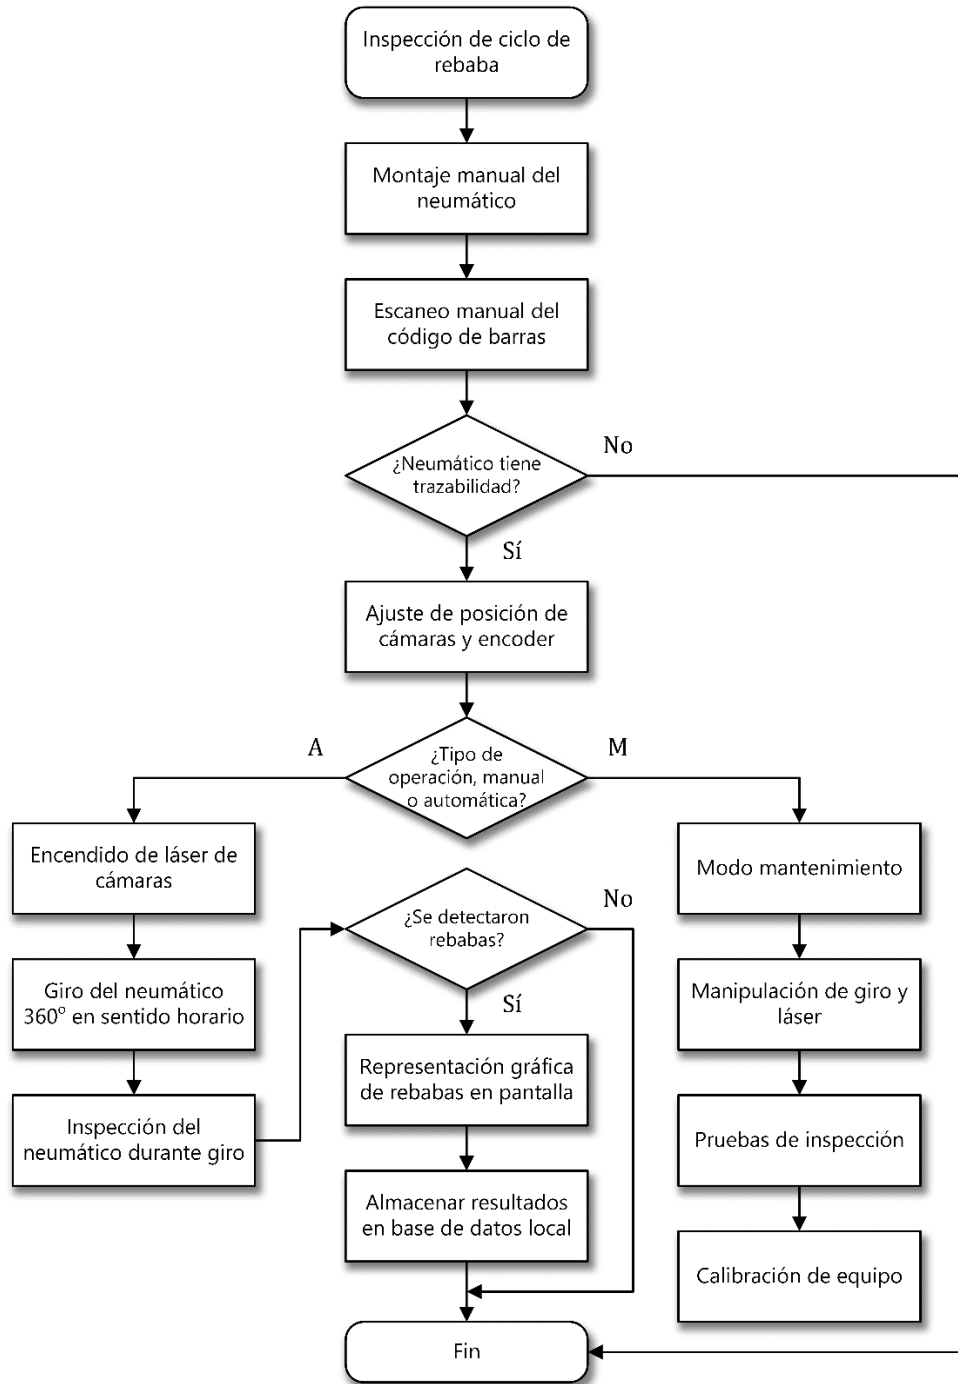 Inspección de ciclo de
rebaba
Montaje manual del
neumático
Escaneo manual del
código de barras
¿Neumático tiene
trazabilidad?
No
Sí
Ajuste de posición de
cámaras y encoder
¿Tipo de
operación, manual
o automática?
A
M
Encendido de láser de
cámaras
Giro del neumático
360° en sentido horario
Inspección del
neumático durante giro
¿Se detectaron
rebabas?
No
Sí
Representación gráfica
de rebabas en pantalla
Almacenar resultados
en base de datos local
Modo mantenimiento
Manipulación de giro y
láser
Pruebas de inspección
Calibración de equipo
Fin